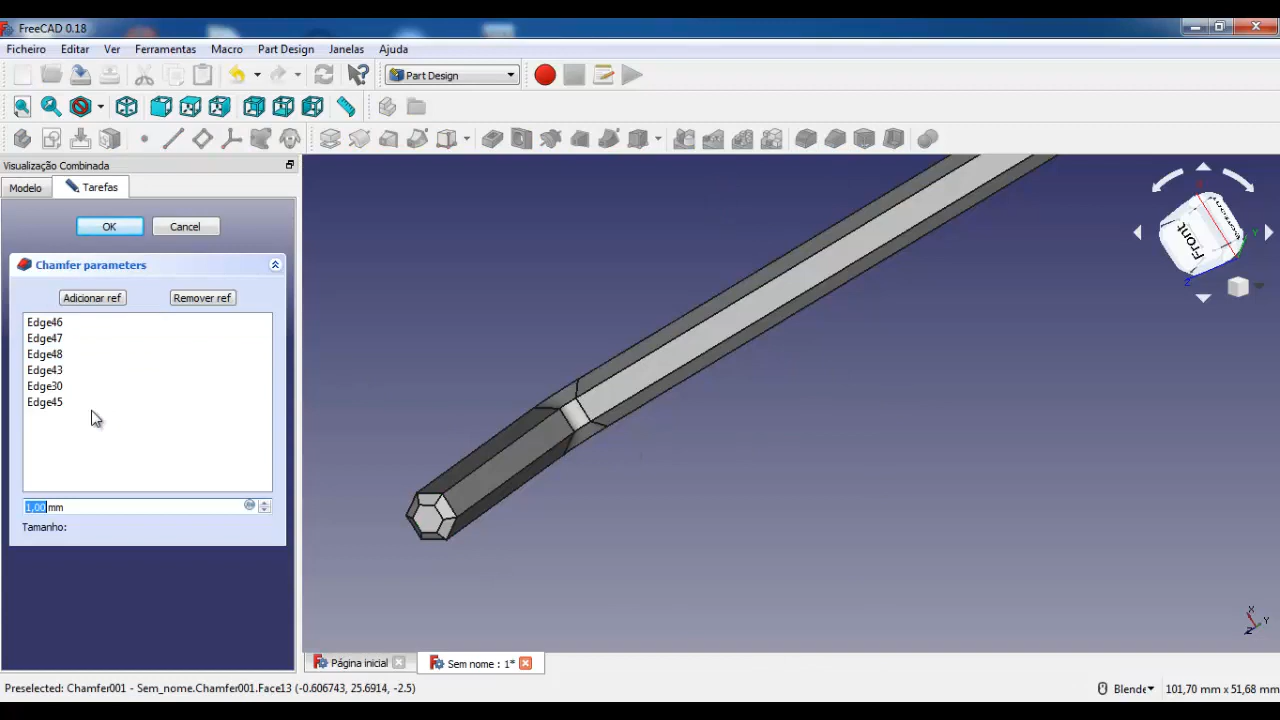 FreeCAD 0.18
Ficheiro Editar Ver Ferramentas Macro Part Design Janelas Ajuda
Part Design
Visualização Combinada
Modelo Tarefas
OK Cancel
Chamfer parameters
Adicionar ref Remover ref
Edge46
Edge47
Edge48
Edge43
Edge30
Edge45
1,00 mm
Tamanho:
Front
X
Y
Z
Página inicial Sem nome : 1*
Preselected: Chamfer001 - Sem_nome.Chamfer001.Face13 (-0.606743, 25.6914, -2.5)
Blende 101,70 mm x 51,68 mm